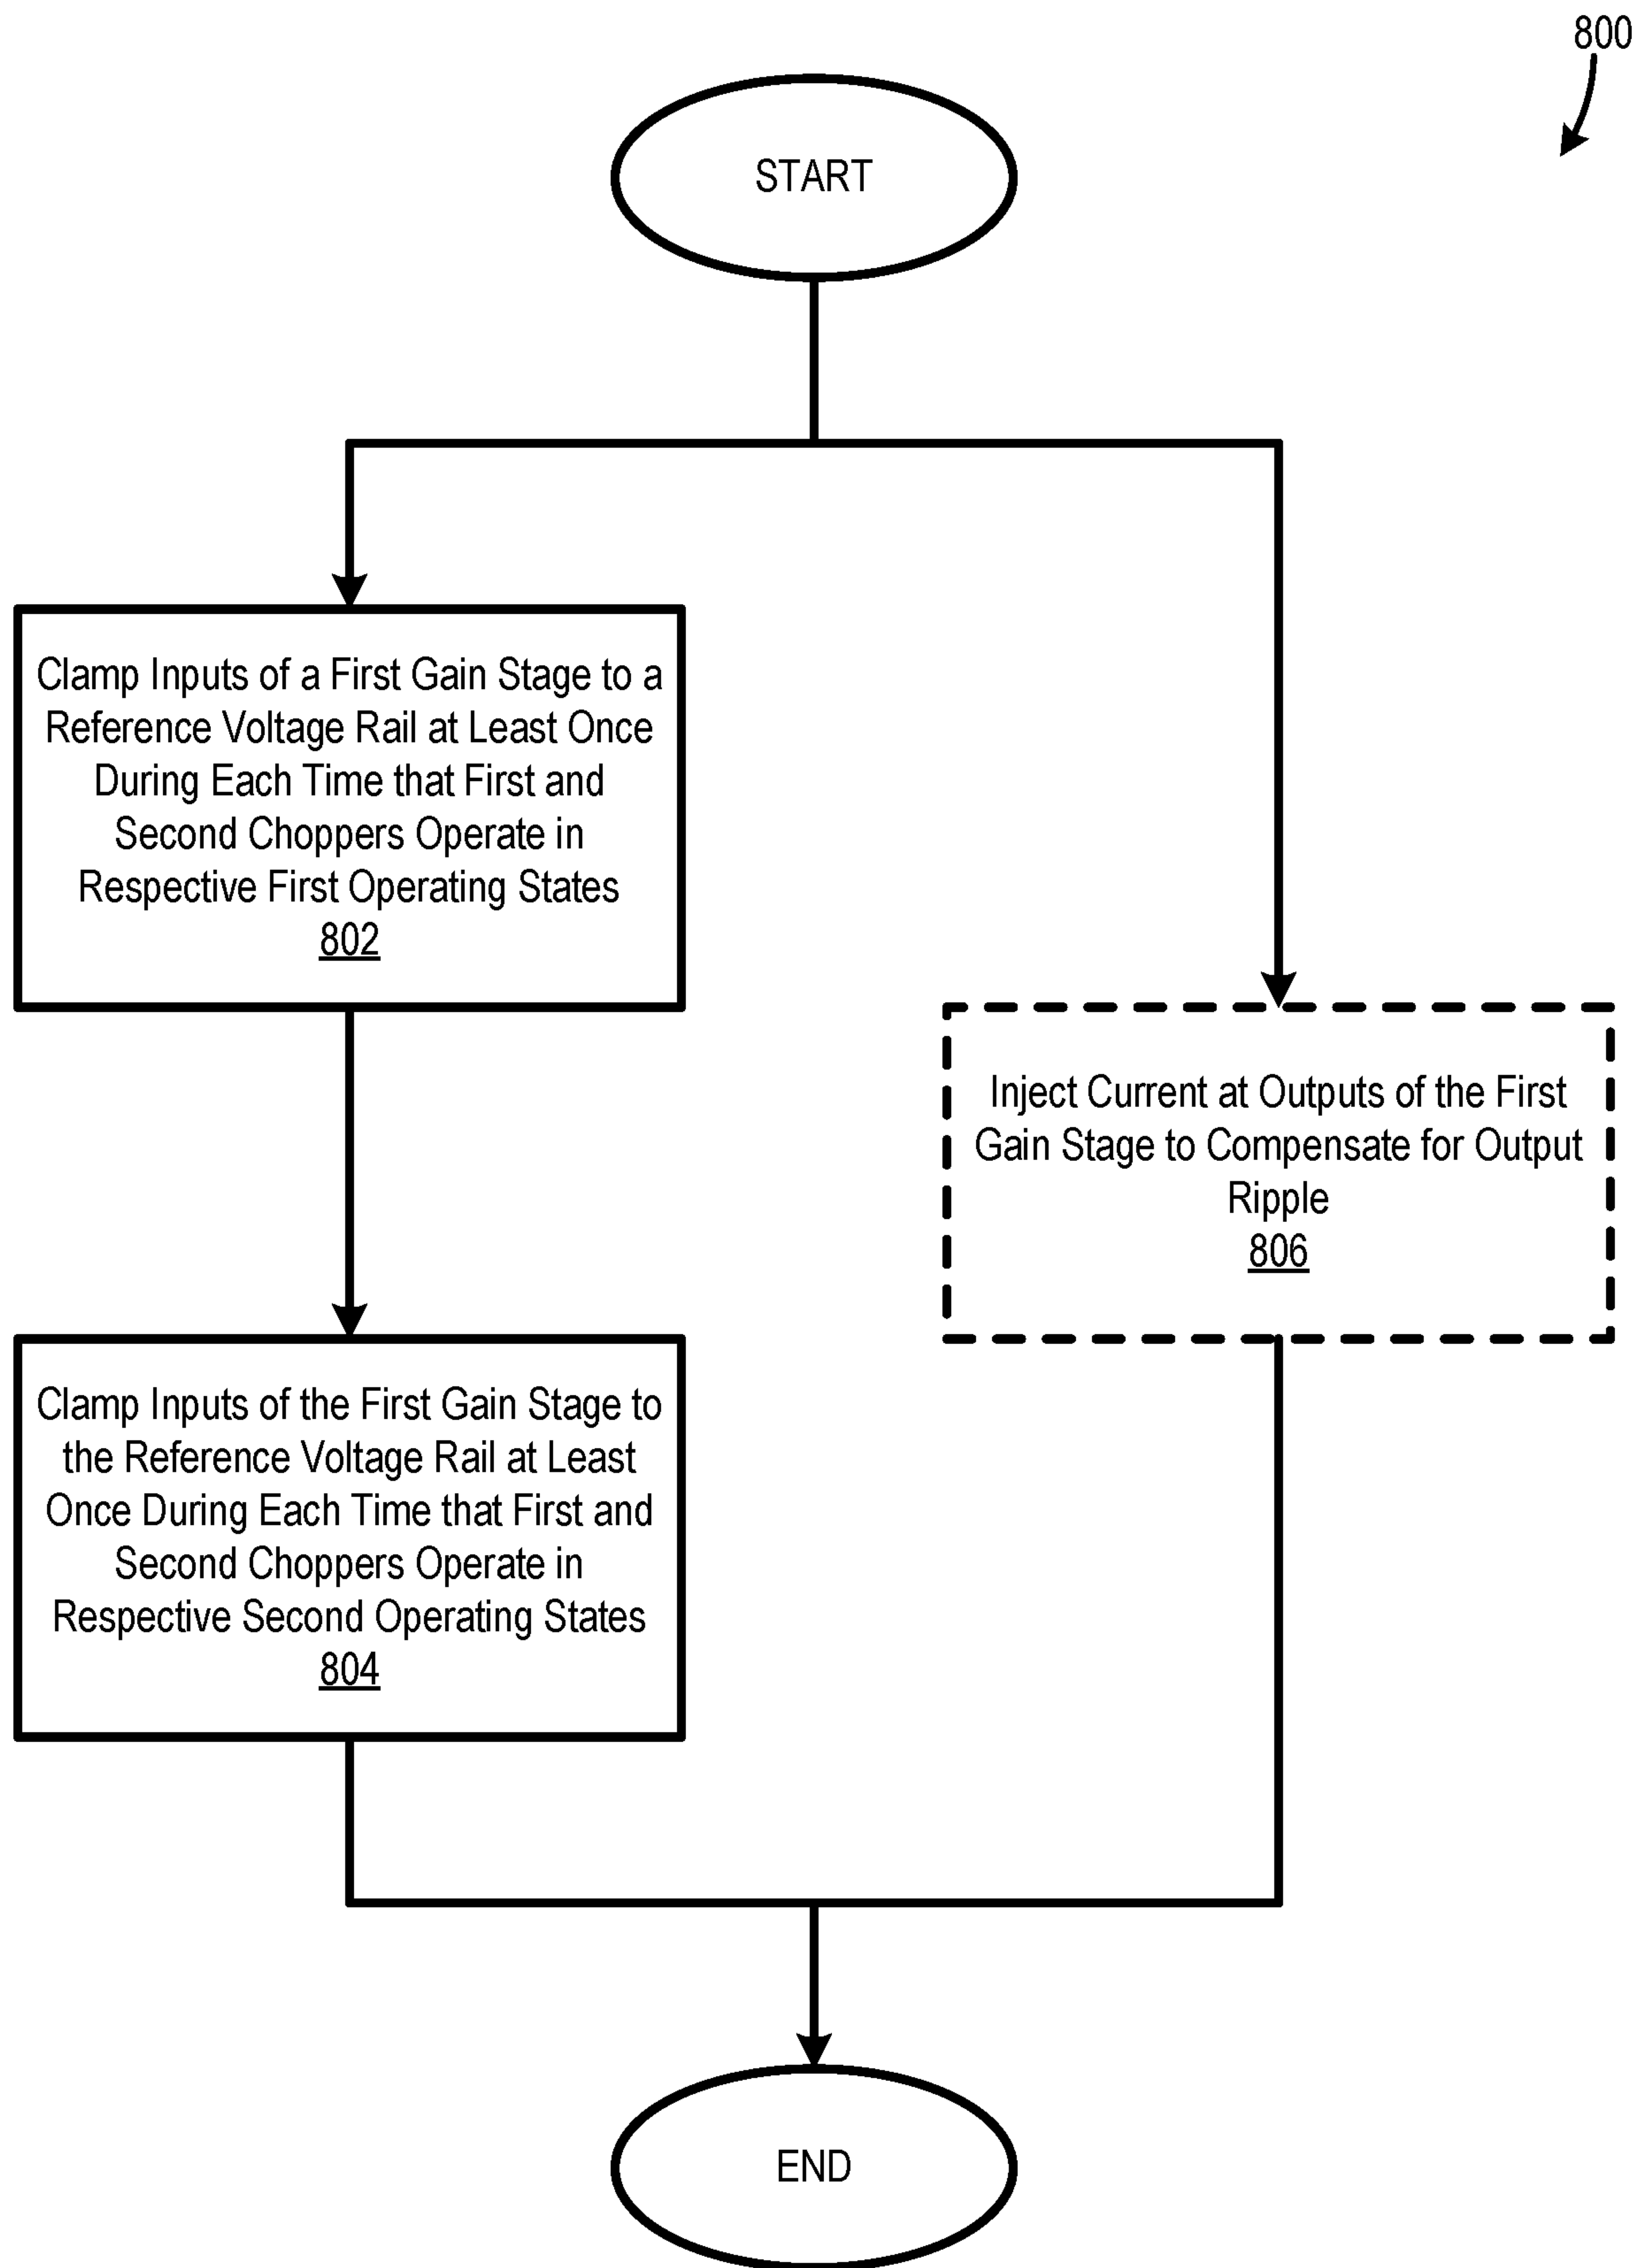 800
START
Clamp Inputs of a First Gain Stage to a
Reference Voltage Rail at Least Once
During Each Time that First and
Second Choppers Operate in
Respective First Operating States
802
Inject Current at Outputs of the First
Gain Stage to Compensate for Output
Ripple
806
Clamp Inputs of the First Gain Stage to
the Reference Voltage Rail at Least
Once During Each Time that First and
Second Choppers Operate in
Respective Second Operating States
804
END